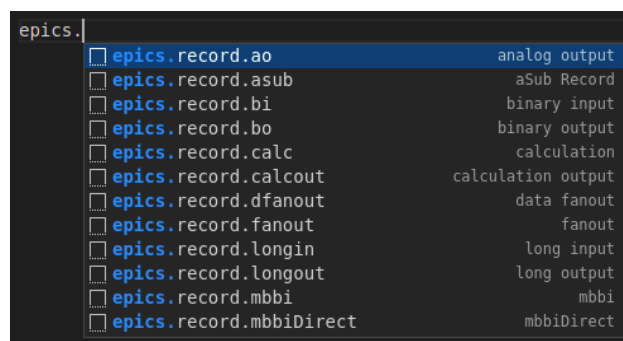 epics.
epics.record.ao analog output
epics.record.asub aSub Record
epics.record.bi binary input
epics.record.bo binary output
epics.record.calc calculation
epics.record.calcout calculation output
epics.record.dfanout data fanout
epics.record.fanout fanout
epics.record.longin long input
epics.record.longout long output
epics.record.mbbi mbbi
epics.record.mbbiDirect mbbiDirect